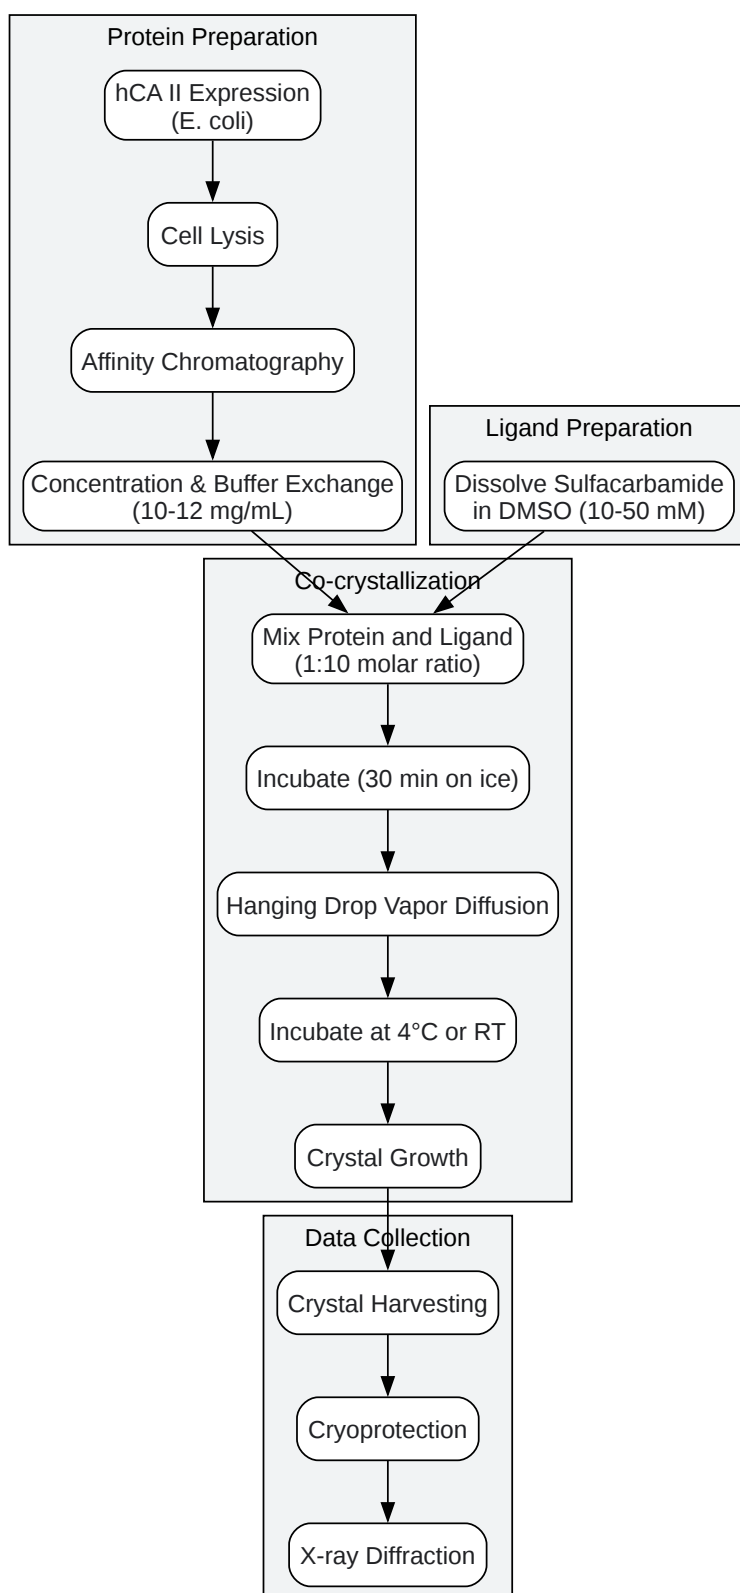 Protein Preparation
hCA II Expression
(E. coli)
Cell Lysis
Affinity Chromatography
Concentration & Buffer Exchange
(10-12 mg/mL)
Ligand Preparation
Dissolve Sulfacarbamide
in DMSO (10-50 mM)
Co-crystallization
Mix Protein and Ligand
(1:10 molar ratio)
Incubate (30 min on ice)
Hanging Drop Vapor Diffusion
Incubate at 4°C or RT
Crystal Growth
Data Collection
Crystal Harvesting
Cryoprotection
X-ray Diffraction